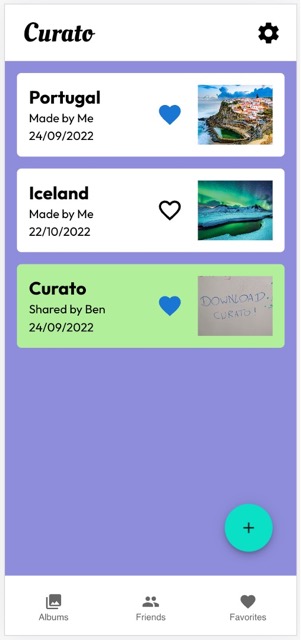 Curato
Portugal
Made by Me
24/09/2022
Iceland
Made by Me
22/10/2022
Curato
Shared by Ben
24/09/2022
DOWNLOAD
CURATO!
+
Albums
Friends
Favorites